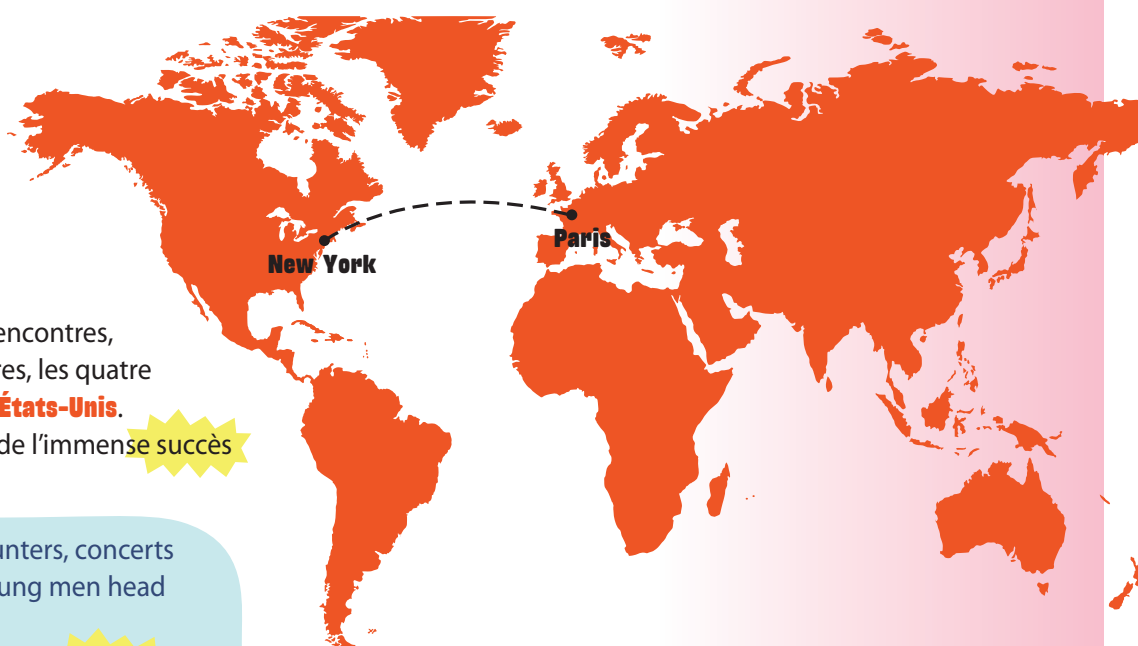 Paris
New York
encontres,
res, les quatre
États-Unis.
de l'immense succès
unters, concerts
ung men head